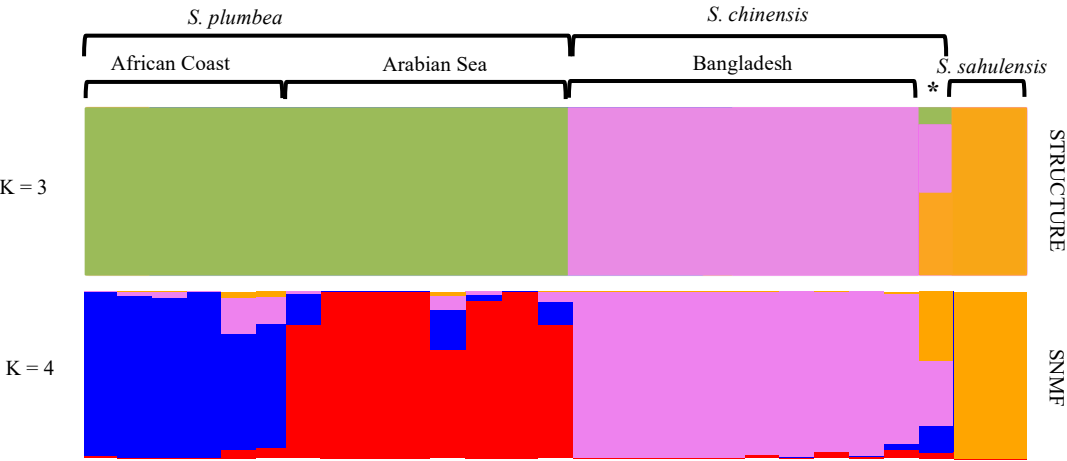 S. plumbea
S. chinensis
African Coast
Arabian Sea
Bangladesh
*
S. sahulensis
K = 3
STRUCTURE
K = 4
SNMF